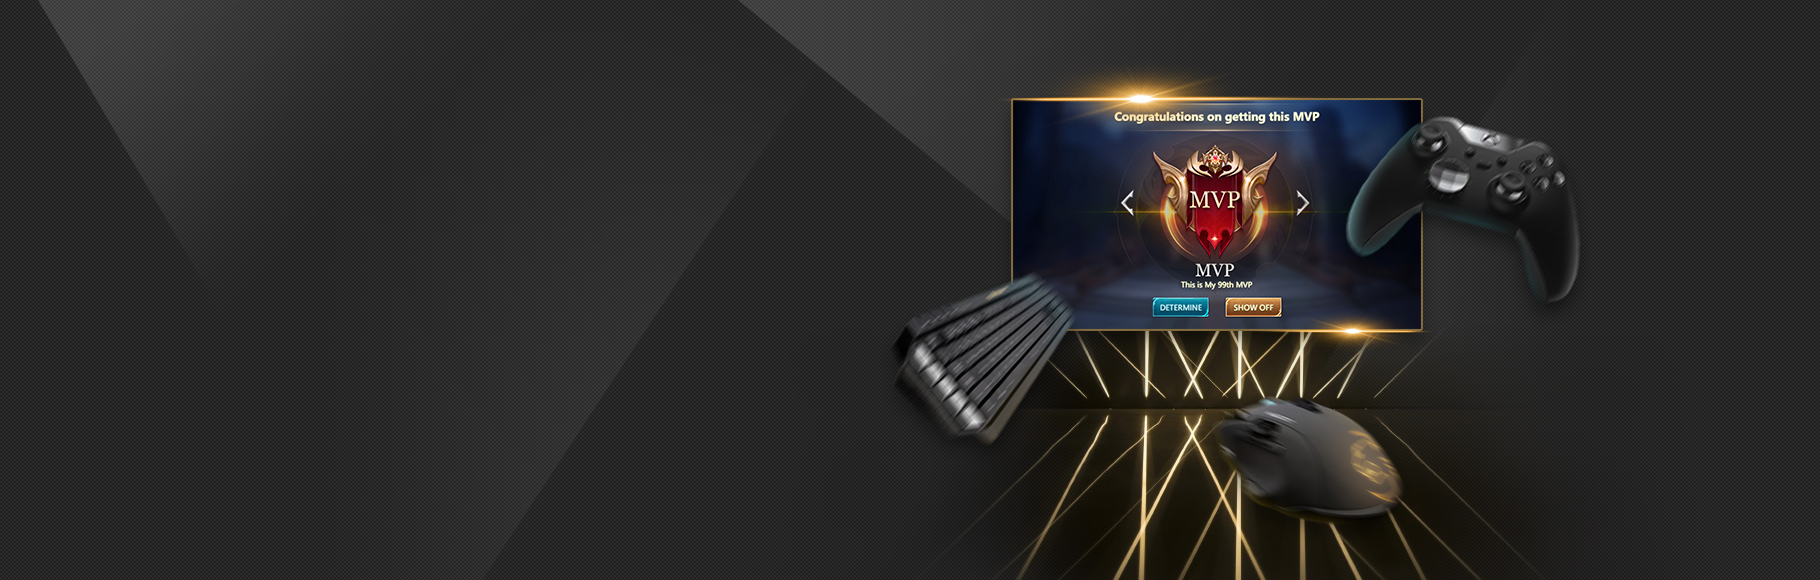 Congratulations on getting this MVP
MVP
MVP
This is My 99th MVP
DETERMINE
SHOW OFF